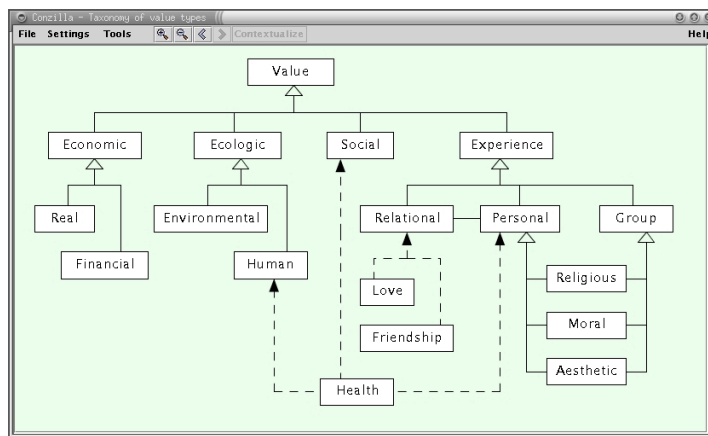 Conzilla - Taxonomy of value types
File Settings Tools Contextualize Help
Value
Economic Ecologic Social Experience
Real Environmental Relational Personal Group
Financial Human
Love Religious
Friendship Moral
Aesthetic
Health